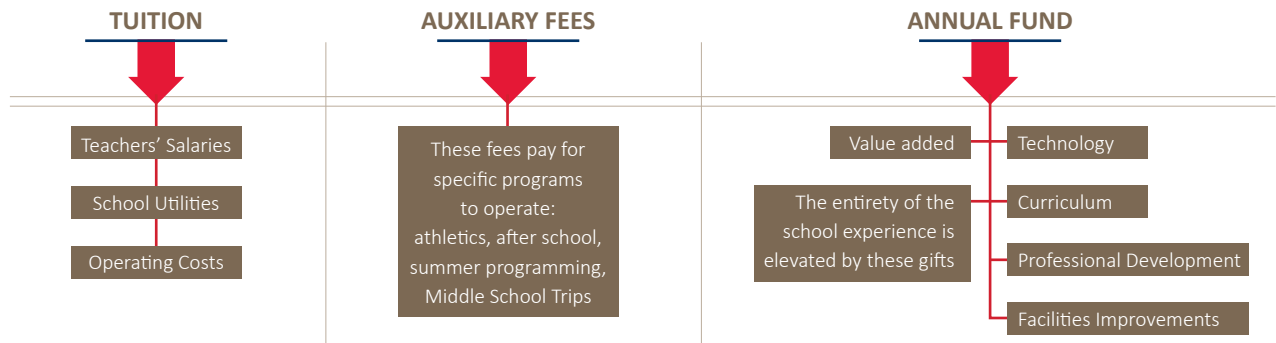 TUITION
Teachers' Salaries
School Utilities
Operating Costs
AUXILIARY FEES
These fees pay for
specific programs
to operate:
athletics, after school,
summer programming,
Middle School Trips
ANNUAL FUND
Value added
The entirety of the
school experience is
elevated by these gifts
Technology
Curriculum
Professional Development
Facilities Improvements